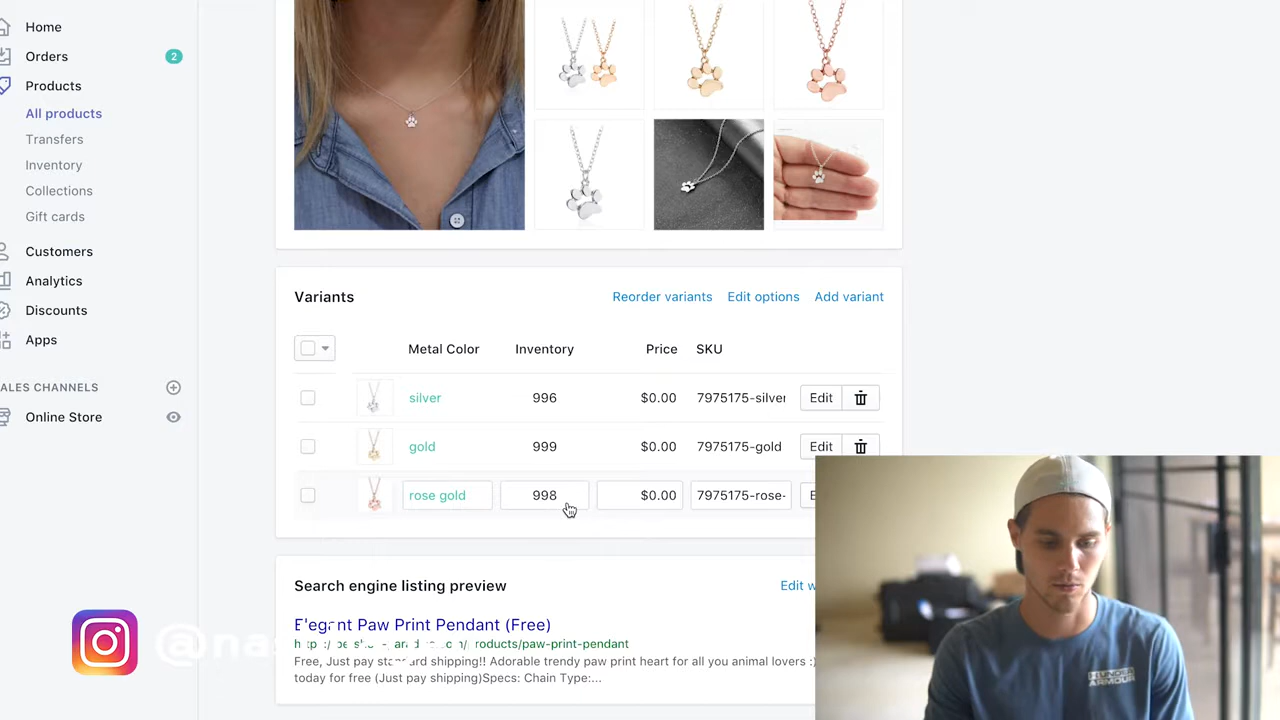 Home
Orders 2
Products
All products
Transfers
Inventory
Collections
Gift cards
Customers
Analytics
Discounts
Apps
ALES CHANNELS
Online Store
Variants Reorder variants Edit options Add variant
Metal Color Inventory Price SKU
silver 996 $0.00 7975175-silver Edit
gold 999 $0.00 7975175-gold Edit
rose gold 998 $0.00 7975175-rose- E
Search engine listing preview Edit w
Elegant Paw Print Pendant (Free)
/products/paw-print-pendant
Free, Just pay standard shipping!! Adorable trendy paw print heart for all you animal lovers :)
today for free (Just pay shipping)Specs: Chain Type:...
@nas
UNDER
ARMOUR